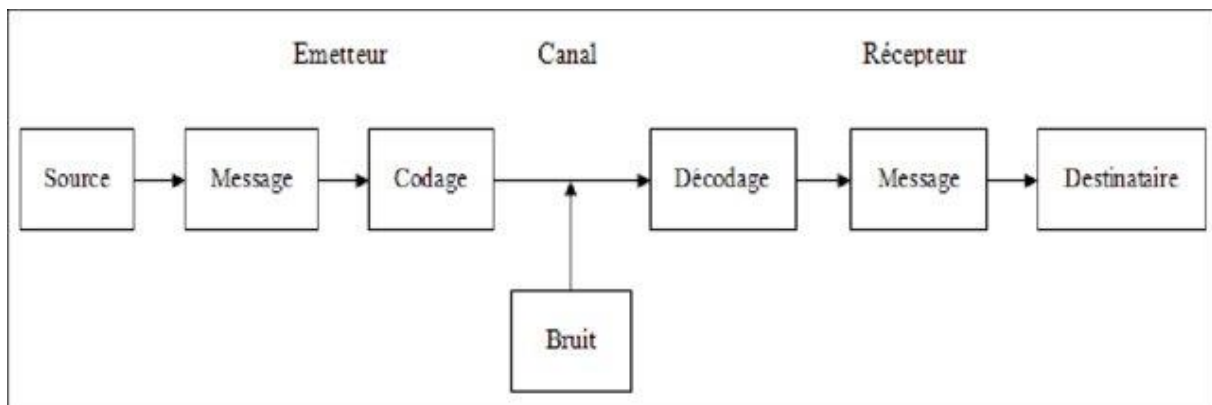 Emetteur Canal Récepteur
Source Message Codage Décodage Message Destinataire
Bruit